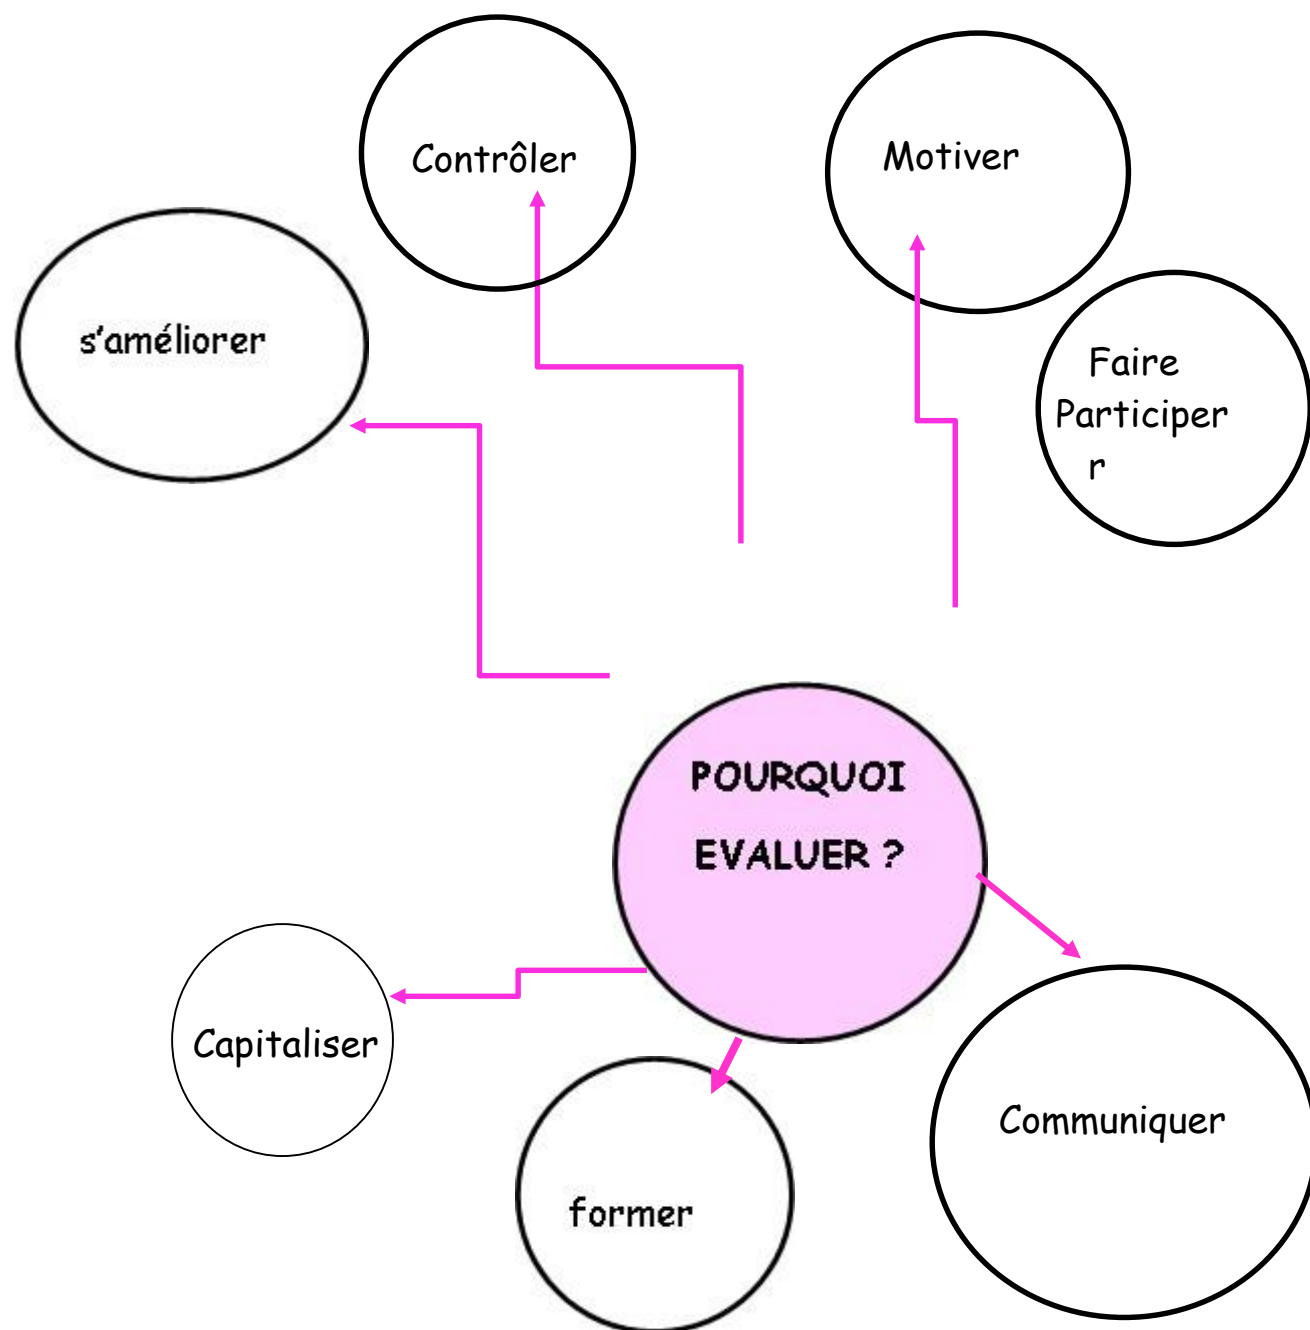 Contrôler
Motiver
s'améliorer
Faire
Participer
r
POURQUOI
EVALUER ?
Capitaliser
Communiquer
former